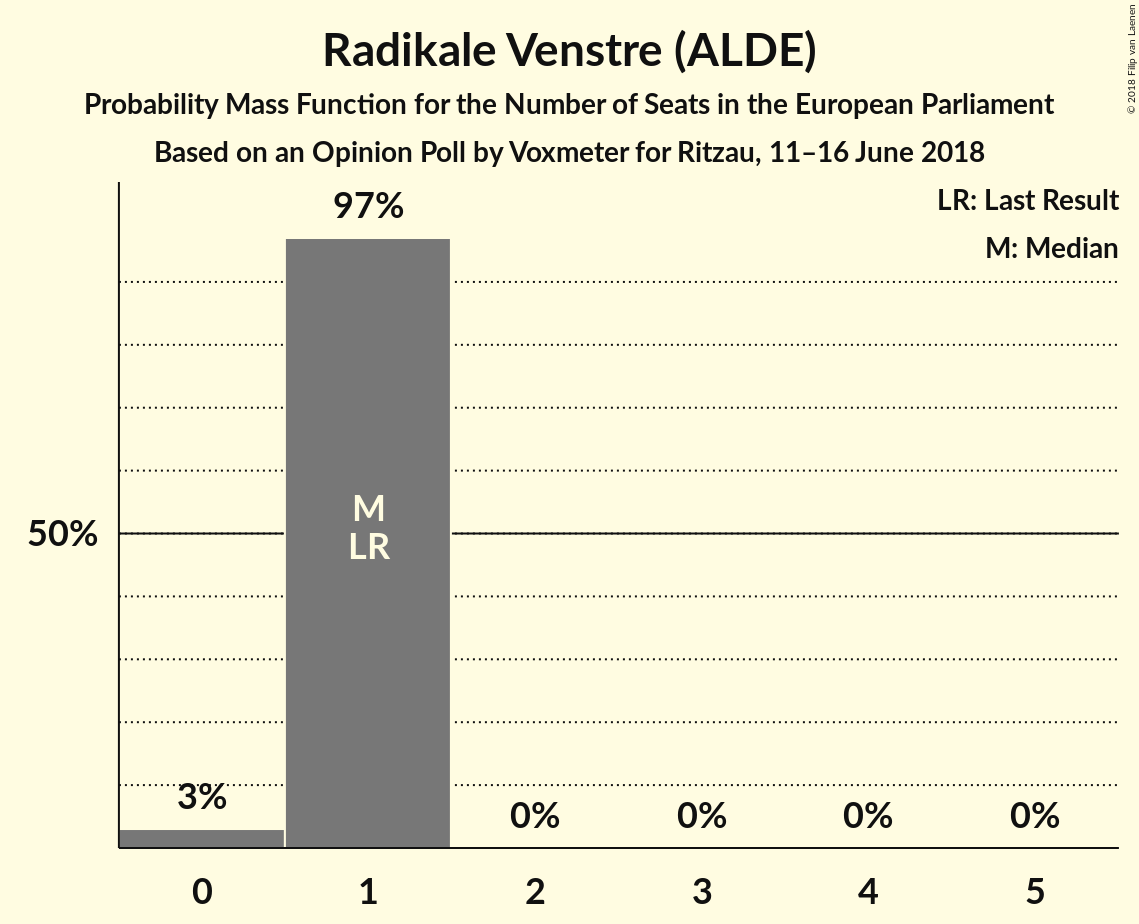 Radikale Venstre (ALDE)
Probability Mass Function for the Number of Seats in the European Parliament
Based on an Opinion Poll by Voxmeter for Ritzau, 11–16 June 2018
© 2018 Filip van Laenen
LR: Last Result
M: Median
97%
M
LR
50%
3%
0%
0%
0%
0%
0
1
2
3
4
5